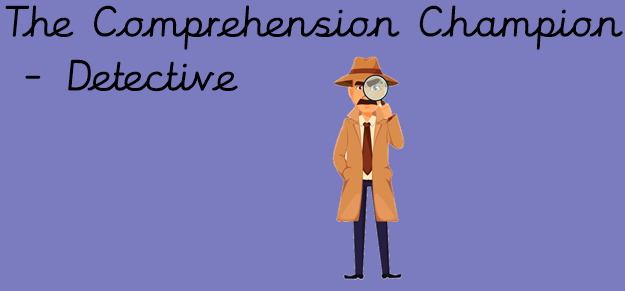 The Comprehension Champion
- Detective